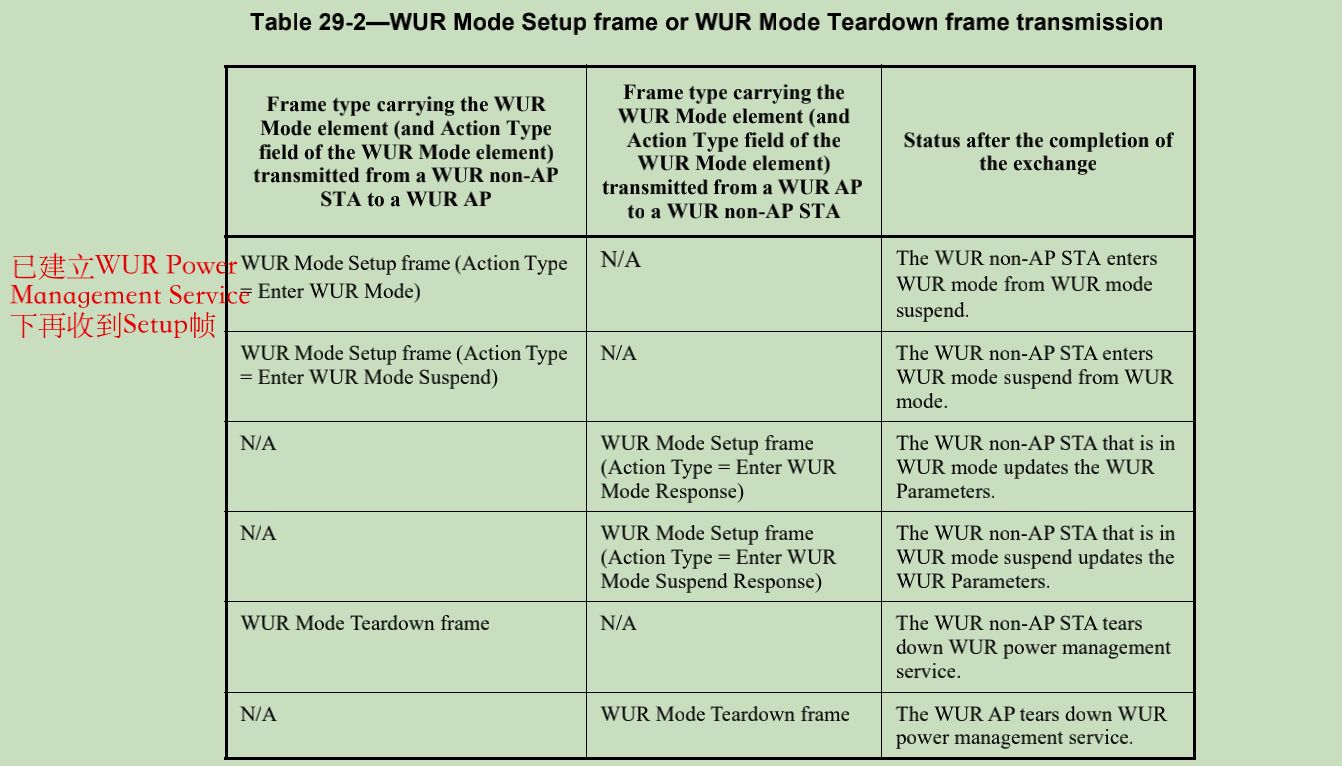 Table 29-2—WUR Mode Setup frame or WUR Mode Teardown frame transmission
Frame type carrying the WUR
Mode element (and Action Type
field of the WUR Mode element)
transmitted from a WUR non-AP
STA to a WUR AP
Frame type carrying the
WUR Mode element (and
Action Type field of the
WUR Mode element)
transmitted from a WUR AP
to a WUR non-AP STA
Status after the completion of
the exchange
已建立WUR Power
Management Service
下再收到Setup帧
WUR Mode Setup frame (Action Type
= Enter WUR Mode)
N/A
The WUR non-AP STA enters
WUR mode from WUR mode
suspend.
WUR Mode Setup frame (Action Type
= Enter WUR Mode Suspend)
N/A
The WUR non-AP STA enters
WUR mode suspend from WUR
mode.
N/A
WUR Mode Setup frame
(Action Type = Enter WUR
Mode Response)
The WUR non-AP STA that is in
WUR mode updates the WUR
Parameters.
N/A
WUR Mode Setup frame
(Action Type = Enter WUR
Mode Suspend Response)
The WUR non-AP STA that is in
WUR mode suspend updates the
WUR Parameters.
WUR Mode Teardown frame
N/A
The WUR non-AP STA tears
down WUR power management
service.
N/A
WUR Mode Teardown frame
The WUR AP tears down WUR
power management service.